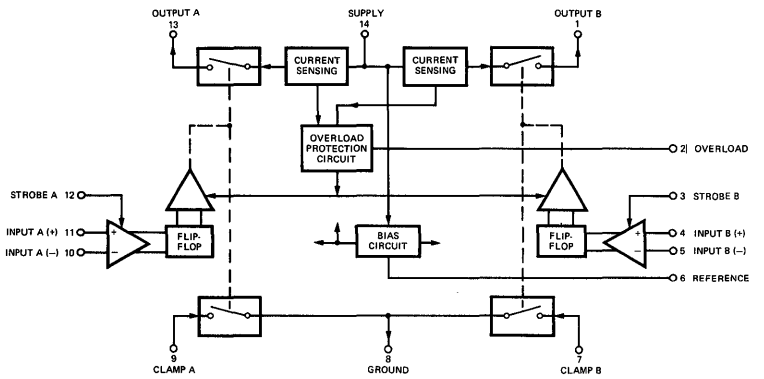 OUTPUT A
13
SUPPLY
14
OUTPUT B
1
CURRENT
SENSING
CURRENT
SENSING
OVERLOAD
PROTECTION
CIRCUIT
2 OVERLOAD
STROBE A 12
3 STROBE B
INPUT A (+) 11
+
FLIP-
FLOP
INPUT A (−) 10
−
BIAS
CIRCUIT
FLIP-
FLOP
+
4 INPUT B (+)
−
5 INPUT B (−)
6 REFERENCE
9
CLAMP A
8
GROUND
7
CLAMP B